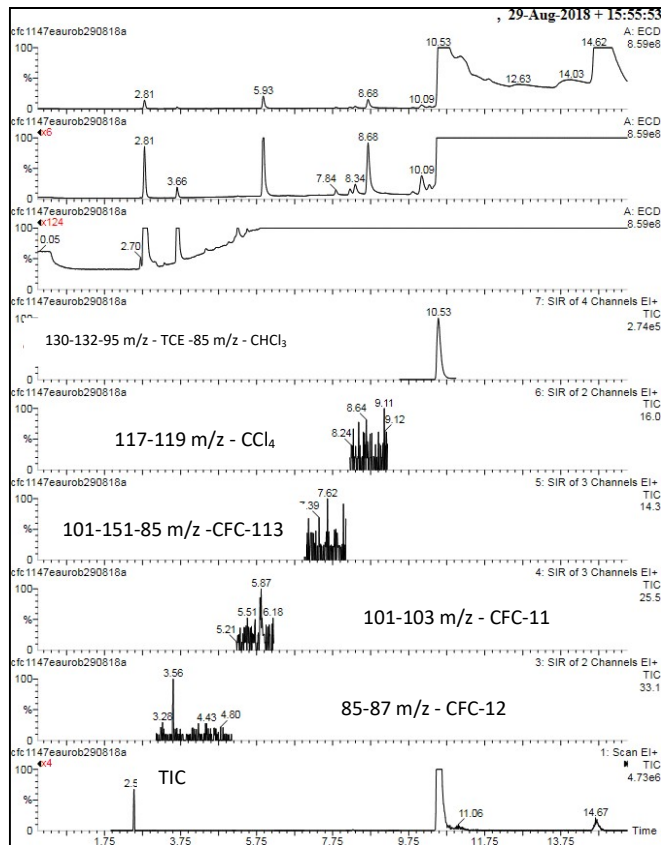 , 29-Aug-2018 + 15:55:53
cfc1147eaurob290818a
A: ECD
8.59e8
100
%
0
2.81
5.93
8.68
10.09
10.53
12.63
14.03
14.62
cfc1147eaurob290818a
A: ECD
8.59e8
x6
100
%
0
2.81
3.66
7.84
8.34
8.68
10.09
cfc1147eaurob290818a
A: ECD
8.59e8
x124
100
%
0
0.05
2.70
cfc1147eaurob290818a
7: SIR of 4 Channels EI+
TIC
2.74e5
100
%
0
10.53
130-132-95 m/z - TCE -85 m/z - CHCl₃
cfc1147eaurob290818a
6: SIR of 2 Channels EI+
TIC
16.0
100
%
0
8.24
8.64
9.11
9.12
117-119 m/z - CCl₄
cfc1147eaurob290818a
5: SIR of 3 Channels EI+
TIC
14.3
100
%
0
7.39
7.62
101-151-85 m/z -CFC-113
cfc1147eaurob290818a
4: SIR of 3 Channels EI+
TIC
25.5
100
%
0
5.21
5.51
5.87
6.18
101-103 m/z - CFC-11
cfc1147eaurob290818a
3: SIR of 2 Channels EI+
TIC
33.1
100
%
0
3.28
3.56
4.43
4.80
85-87 m/z - CFC-12
cfc1147eaurob290818a
1: Scan EI+
TIC
4.73e6
x4
100
%
0
TIC
11.06
14.67
Time
1.75
3.75
5.75
7.75
9.75
11.75
13.75